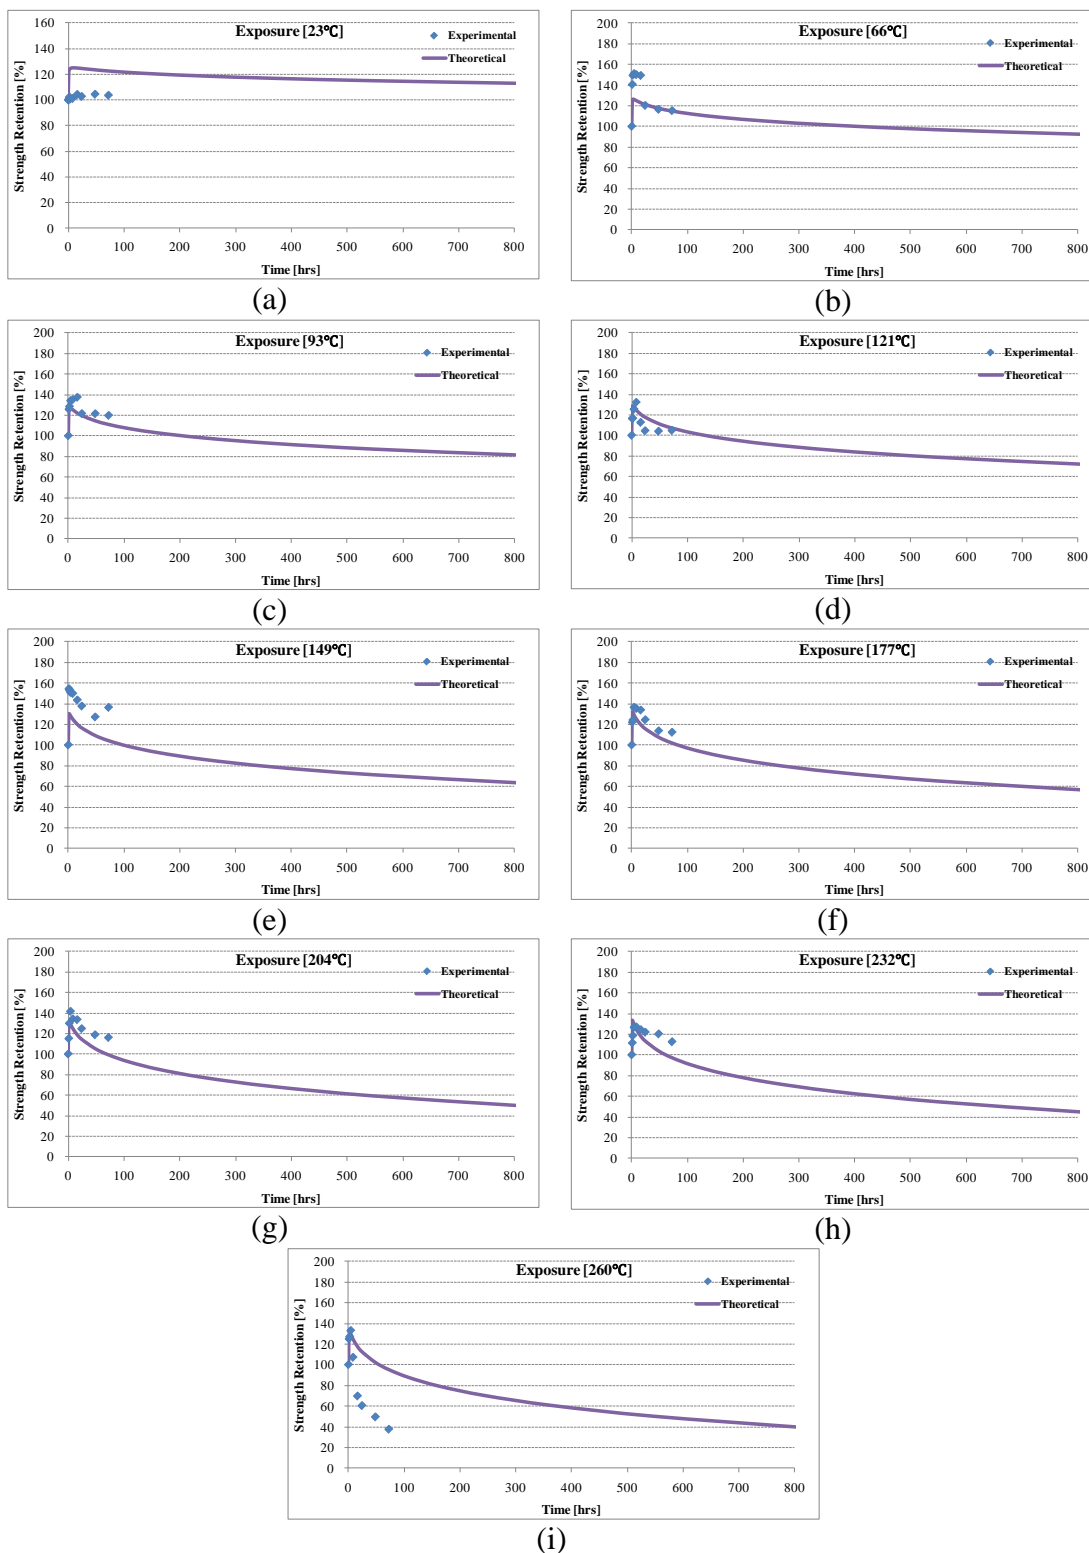 Exposure [23℃]
Experimental
Theoretical
Strength Retention [%]
160
140
120
100
80
60
40
20
0
0 100 200 300 400 500 600 700 800
Time [hrs]
(a)
Exposure [66℃]
Experimental
Theoretical
Strength Retention [%]
200
180
160
140
120
100
80
60
40
20
0
0 100 200 300 400 500 600 700 800
Time [hrs]
(b)
Exposure [93℃]
Experimental
Theoretical
Strength Retention [%]
200
180
160
140
120
100
80
60
40
20
0
0 100 200 300 400 500 600 700 800
Time [hrs]
(c)
Exposure [121℃]
Experimental
Theoretical
Strength Retention [%]
200
180
160
140
120
100
80
60
40
20
0
0 100 200 300 400 500 600 700 800
Time [hrs]
(d)
Exposure [149℃]
Experimental
Theoretical
Strength Retention [%]
200
180
160
140
120
100
80
60
40
20
0
0 100 200 300 400 500 600 700 800
Time [hrs]
(e)
Exposure [177℃]
Experimental
Theoretical
Strength Retention [%]
200
180
160
140
120
100
80
60
40
20
0
0 100 200 300 400 500 600 700 800
Time [hrs]
(f)
Exposure [204℃]
Experimental
Theoretical
Strength Retention [%]
200
180
160
140
120
100
80
60
40
20
0
0 100 200 300 400 500 600 700 800
Time [hrs]
(g)
Exposure [232℃]
Experimental
Theoretical
Strength Retention [%]
200
180
160
140
120
100
80
60
40
20
0
0 100 200 300 400 500 600 700 800
Time [hrs]
(h)
Exposure [260℃]
Experimental
Theoretical
Strength Retention [%]
200
180
160
140
120
100
80
60
40
20
0
0 100 200 300 400 500 600 700 800
Time [hrs]
(i)